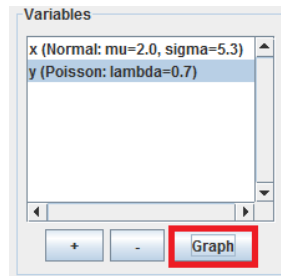 Variables
x (Normal: mu=2.0, sigma=5.3)
y (Poisson: lambda=0.7)
+ - Graph